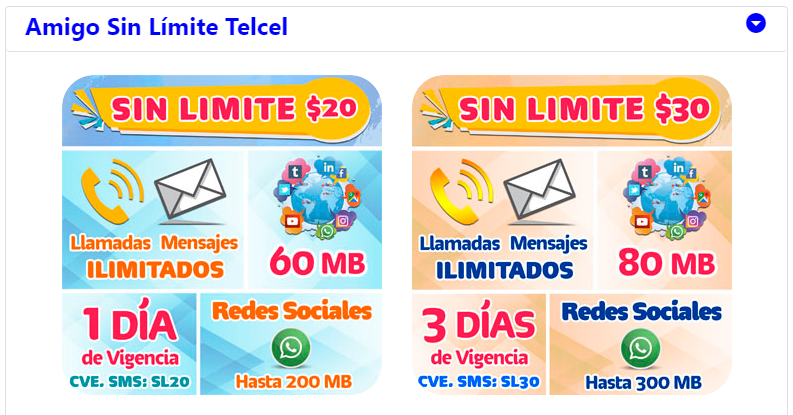 Amigo Sin Límite Telcel
SIN LIMITE $20
Llamadas Mensajes
ILIMITADOS
60 MB
1 DÍA
de Vigencia
CVE. SMS: SL20
Redes Sociales
Hasta 200 MB
SIN LIMITE $30
Llamadas Mensajes
ILIMITADOS
80 MB
3 DÍAS
de Vigencia
CVE. SMS: SL30
Redes Sociales
Hasta 300 MB